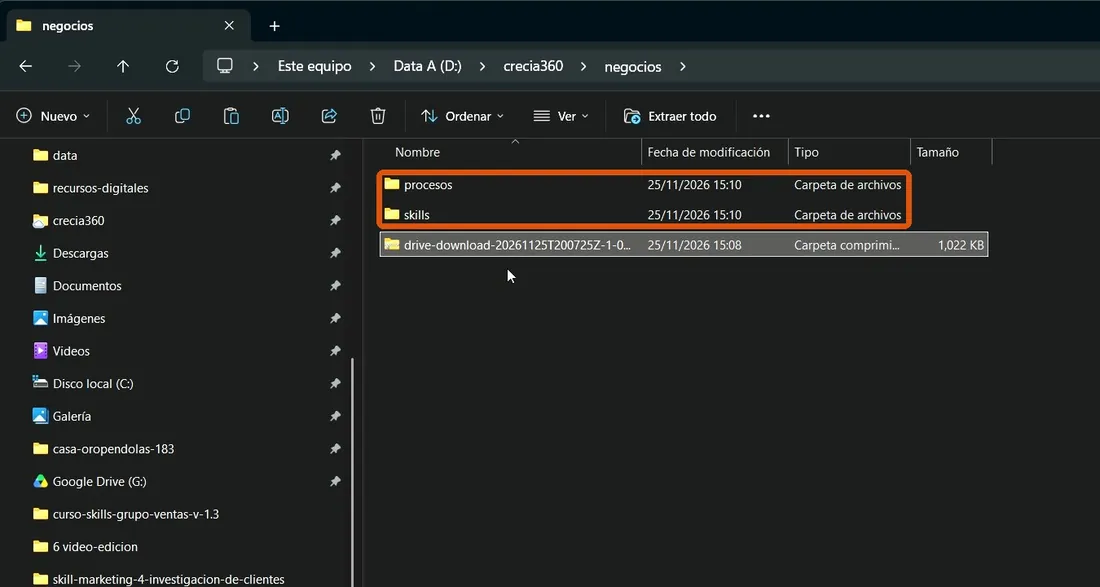 negocios
Este equipo > Data A (D:) > crecia360 > negocios >
Nuevo Ordenar Ver Extraer todo •••
Nombre Fecha de modificación Tipo Tamaño
data
recursos-digitales
crecia360
Descargas
Documentos
Imágenes
Videos
Disco local (C:)
Galería
casa-oropendolas-183
Google Drive (G:)
curso-skills-grupo-ventas-v-1.3
6 video-edicion
skill-marketing-4-investigacion-de-clientes
procesos 25/11/2026 15:10 Carpeta de archivos
skills 25/11/2026 15:10 Carpeta de archivos
drive-download-20261125T200725Z-1-0... 25/11/2026 15:08 Carpeta comprimi... 1,022 KB